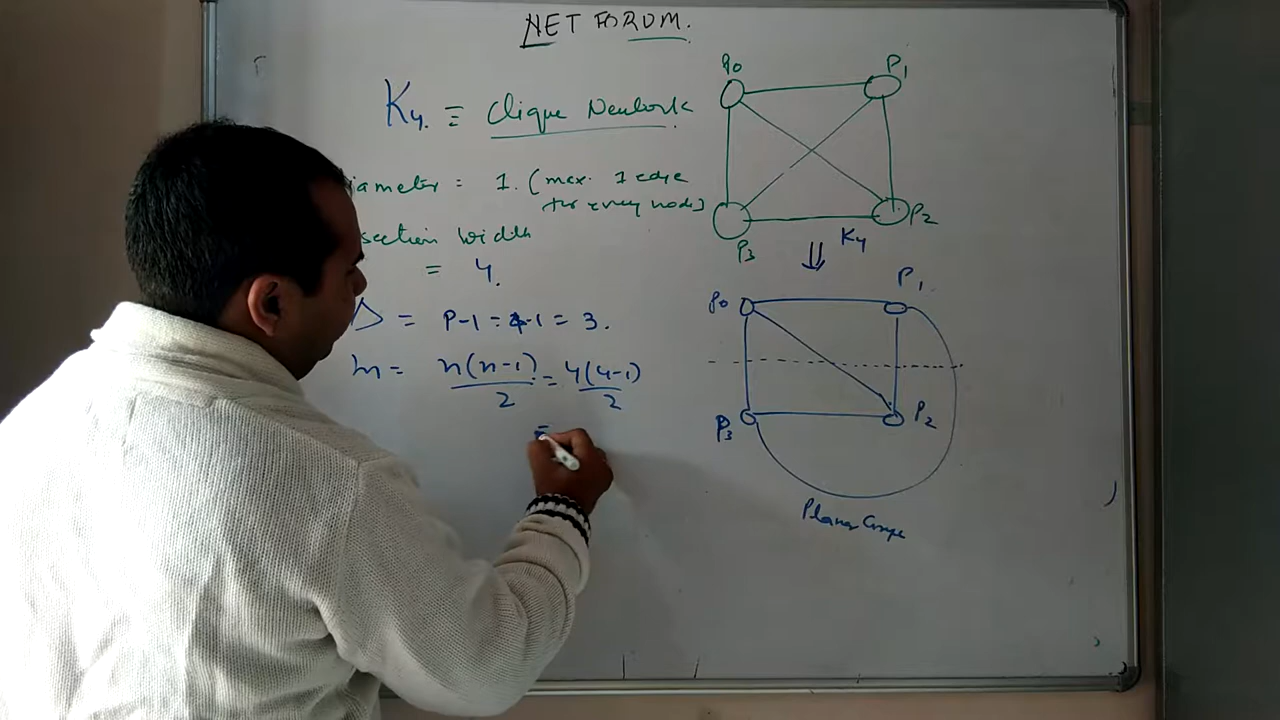 NET FORUM.
K4. ≡ Clique Network
iameter = 1. (max. 1 edge
for every node)
section width
= 4.
Δ = P-1 = 4-1 = 3.
m = n(n-1)/2 = 4(4-1)/2
=
P0 P1
P3 P2
K4
⇓
P0 P1
P3 P2
Planar Graph